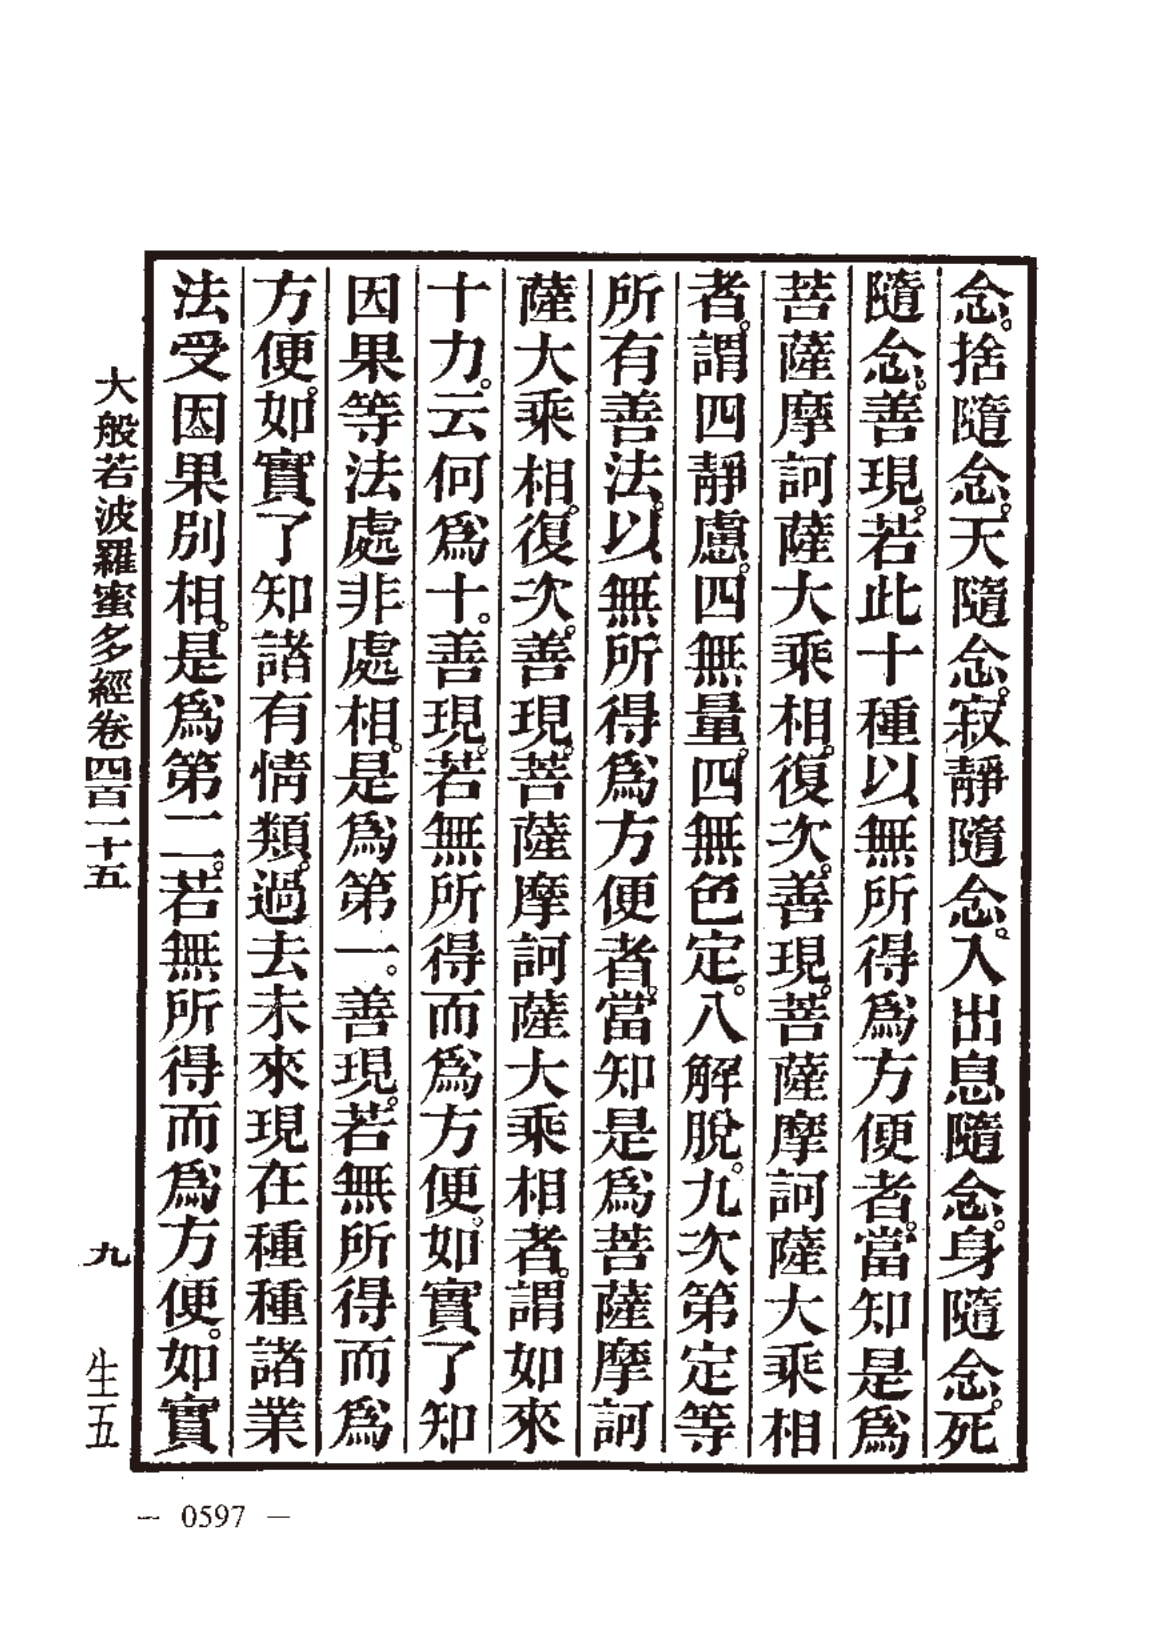 念。捨隨念。天隨念。寂靜隨念。入出息隨念。身隨念。死
隨念。善現。若此十種以無所得爲方便者。當知是爲
菩薩摩訶薩大乘相。復次。善現。菩薩摩訶薩大乘相
者。謂四靜慮。四無量。四無色定。八解脫。九次第定等
所有善法。以無所得爲方便者。當知是爲菩薩摩訶
薩大乘相。復次。善現。菩薩摩訶薩大乘相者。謂如來
十力。云何爲十。善現。若無所得而爲方便。如實了知
因果等法處非處相。是爲第一。善現。若無所得而爲
方便。如實了知諸有情類。過去未來現在種種諸業
法受因果別相。是爲第二。若無所得而爲方便。如實
大般若波羅蜜多經卷四百一十五 九 生五
— 0597 —